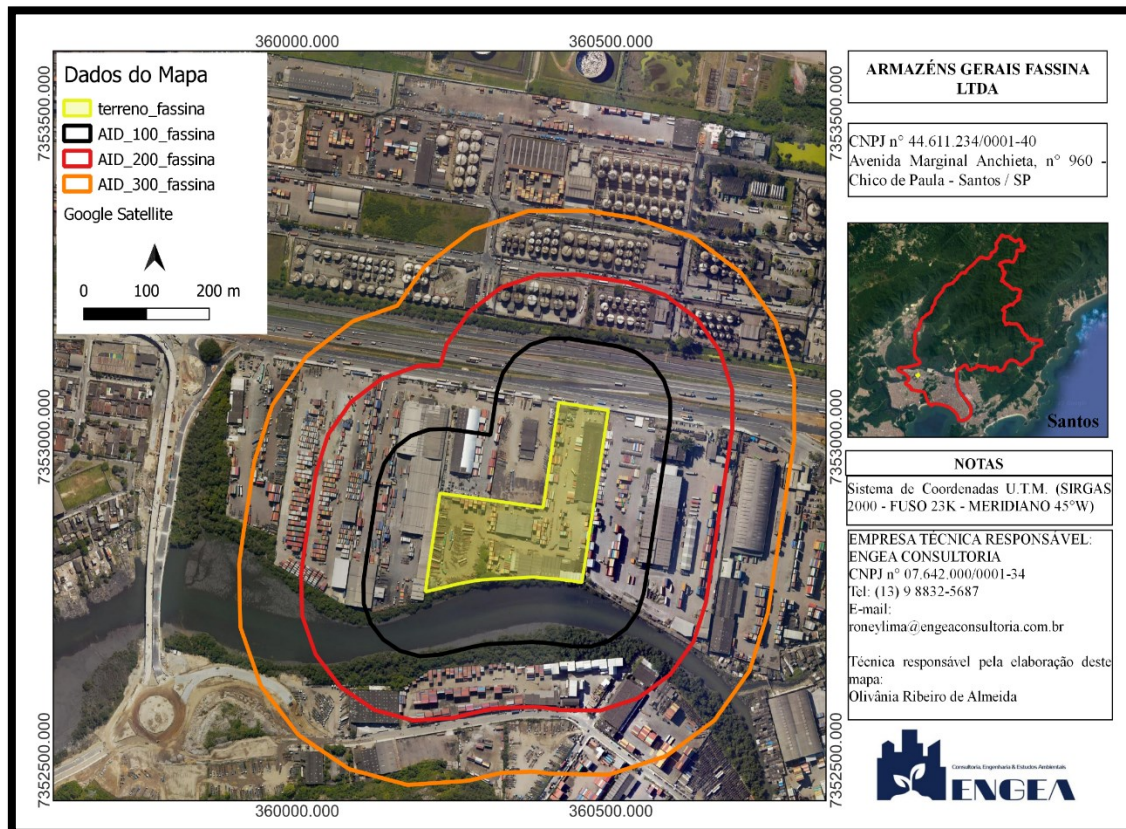 360000.000
360500.000
7353500.000
7353500.000
Dados do Mapa
terreno_fassina
AID_100_fassina
AID_200_fassina
AID_300_fassina
Google Satellite
0 100 200 m
7353000.000
7353000.000
7352500.000
7352500.000
360000.000
360500.000
ARMAZÉNS GERAIS FASSINA
LTDA
CNPJ n° 44.611.234/0001-40
Avenida Marginal Anchieta, n° 960 -
Chico de Paula - Santos / SP
Santos
NOTAS
Sistema de Coordenadas U.T.M. (SIRGAS
2000 - FUSO 23K - MERIDIANO 45°W)
EMPRESA TÉCNICA RESPONSÁVEL:
ENGEA CONSULTORIA
CNPJ n° 07.642.000/0001-34
Tel: (13) 9 8832-5687
E-mail:
roneylima@engeaconsultoria.com.br
Técnica responsável pela elaboração deste
mapa:
Olivânia Ribeiro de Almeida
Consultoria, Engenharia & Estudos Ambientais
ENGEA